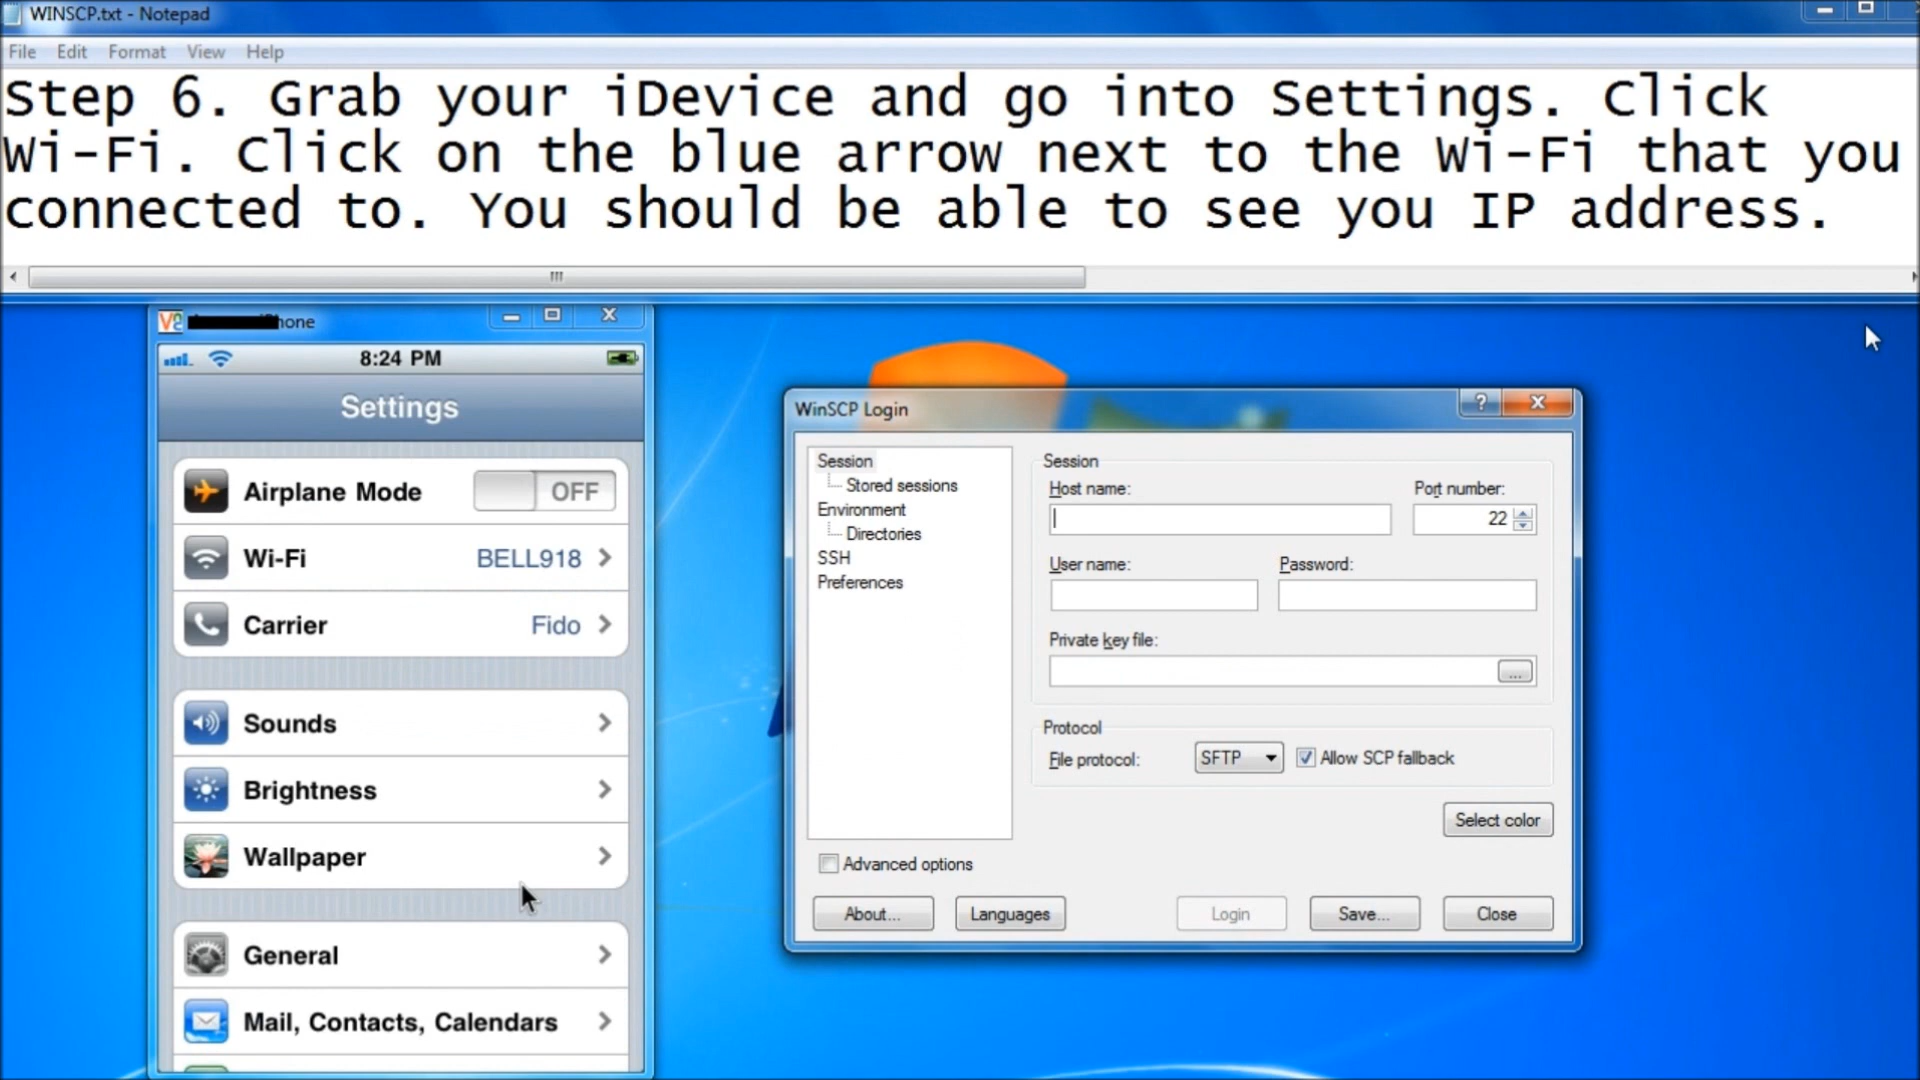 WINSCP.txt - Notepad
File Edit Format View Help
Step 6. Grab your iDevice and go into Settings. Click
Wi-Fi. Click on the blue arrow next to the Wi-Fi that you
connected to. You should be able to see you IP address.
hone
8:24 PM
Settings
Airplane Mode OFF
Wi-Fi BELL918
Carrier Fido
Sounds
Brightness
Wallpaper
General
Mail, Contacts, Calendars
WinSCP Login
Session
Stored sessions
Environment
Directories
SSH
Preferences
Session
Host name: Port number:
22
User name: Password:
Private key file:
...
Protocol
File protocol: SFTP Allow SCP fallback
Select color
Advanced options
About... Languages Login Save... Close